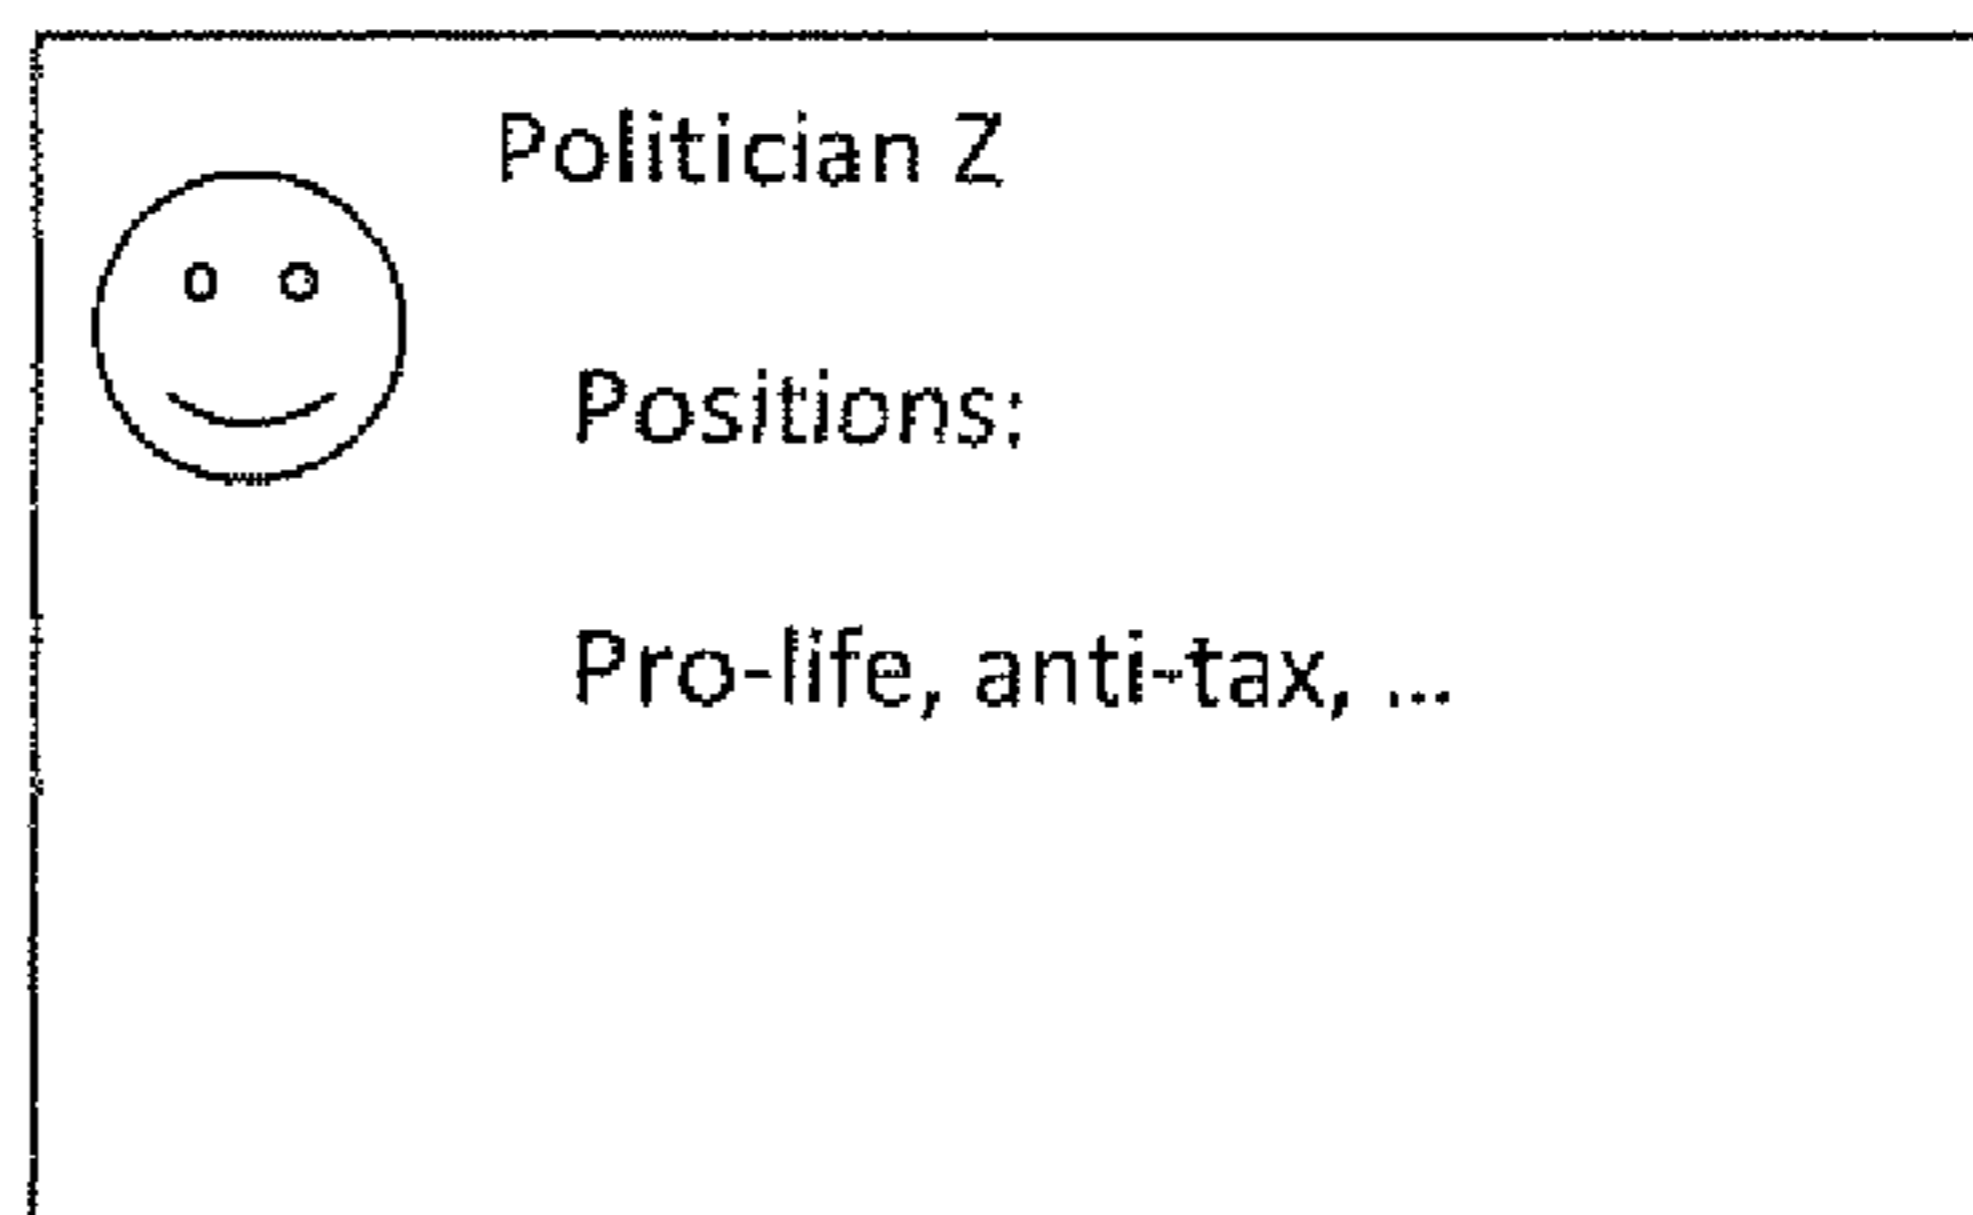 Politician Z
Positions:
Pro-life, anti-tax, ...